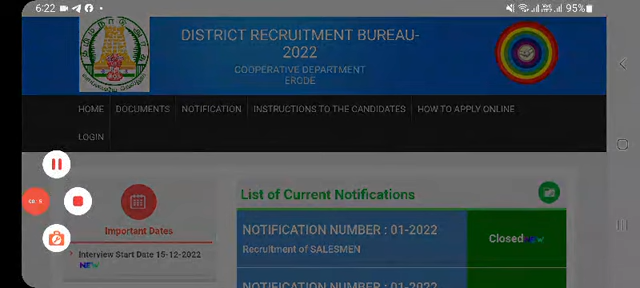 6:22
95%
DISTRICT RECRUITMENT BUREAU-
2022
COOPERATIVE DEPARTMENT
ERODE
HOME DOCUMENTS NOTIFICATION INSTRUCTIONS TO THE CANDIDATES HOW TO APPLY ONLINE
LOGIN
List of Current Notifications
Important Dates
NOTIFICATION NUMBER : 01-2022
Closed
Recruitment of SALESMEN
Interview Start Date 15-12-2022
NEW
NOTIFICATION NUMBER : 01-2022